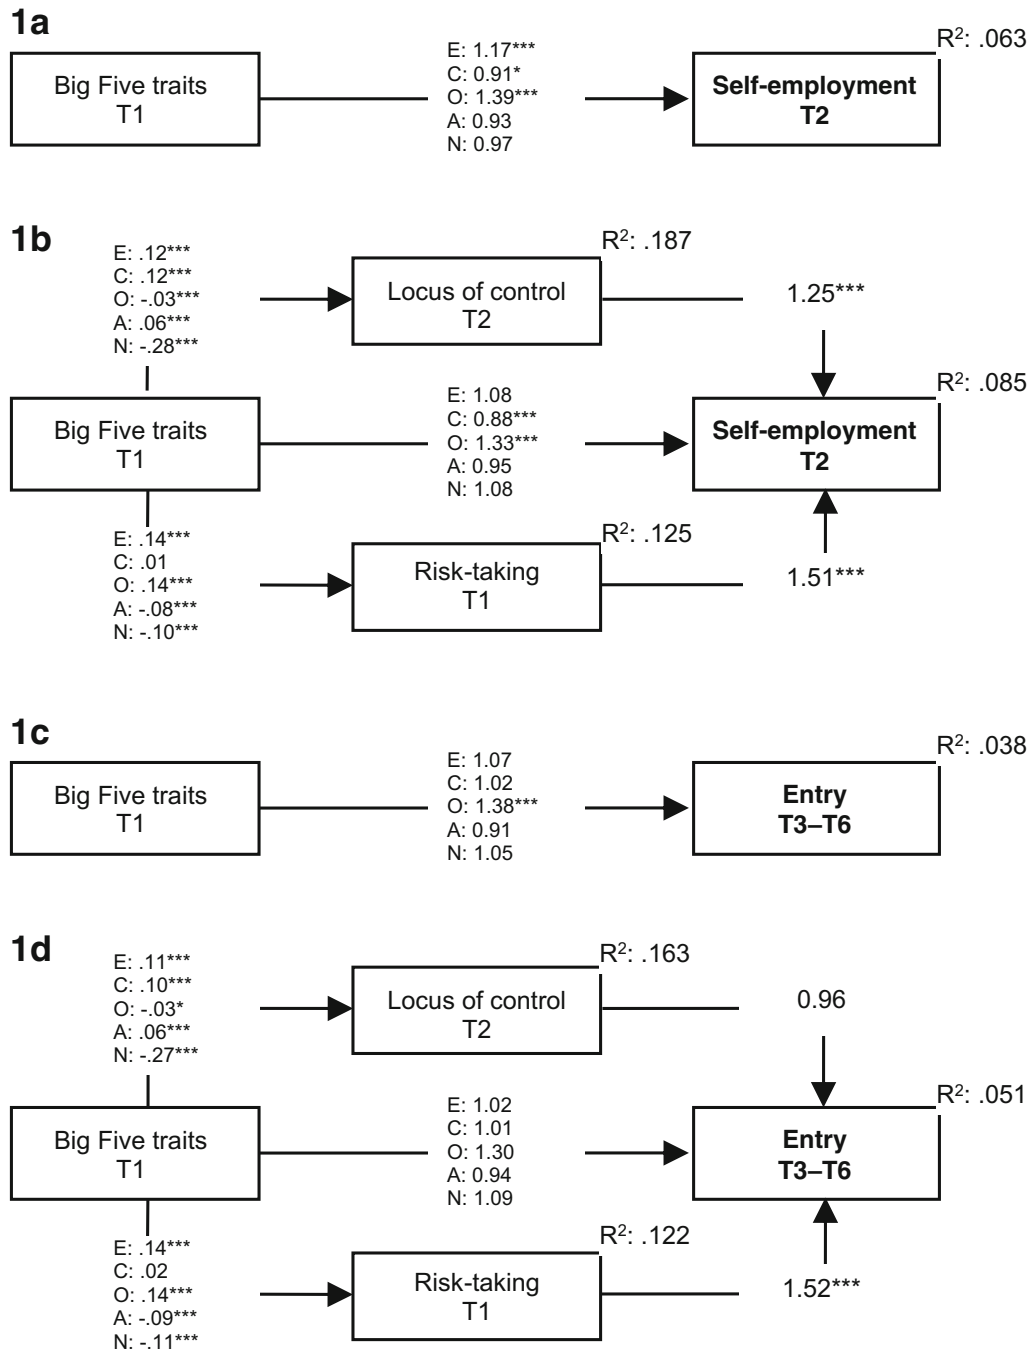 1a
Big Five traits
T1
E: 1.17***
C: 0.91*
O: 1.39***
A: 0.93
N: 0.97
R²: .063
Self-employment
T2
1b
E: .12***
C: .12***
O: -.03***
A: .06***
N: -.28***
R²: .187
Locus of control
T2
1.25***
Big Five traits
T1
E: 1.08
C: 0.88***
O: 1.33***
A: 0.95
N: 1.08
R²: .085
Self-employment
T2
E: .14***
C: .01
O: .14***
A: -.08***
N: -.10***
R²: .125
Risk-taking
T1
1.51***
1c
Big Five traits
T1
E: 1.07
C: 1.02
O: 1.38***
A: 0.91
N: 1.05
R²: .038
Entry
T3–T6
1d
E: .11***
C: .10***
O: -.03*
A: .06***
N: -.27***
R²: .163
Locus of control
T2
0.96
Big Five traits
T1
E: 1.02
C: 1.01
O: 1.30
A: 0.94
N: 1.09
R²: .051
Entry
T3–T6
E: .14***
C: .02
O: .14***
A: -.09***
N: -.11***
R²: .122
Risk-taking
T1
1.52***